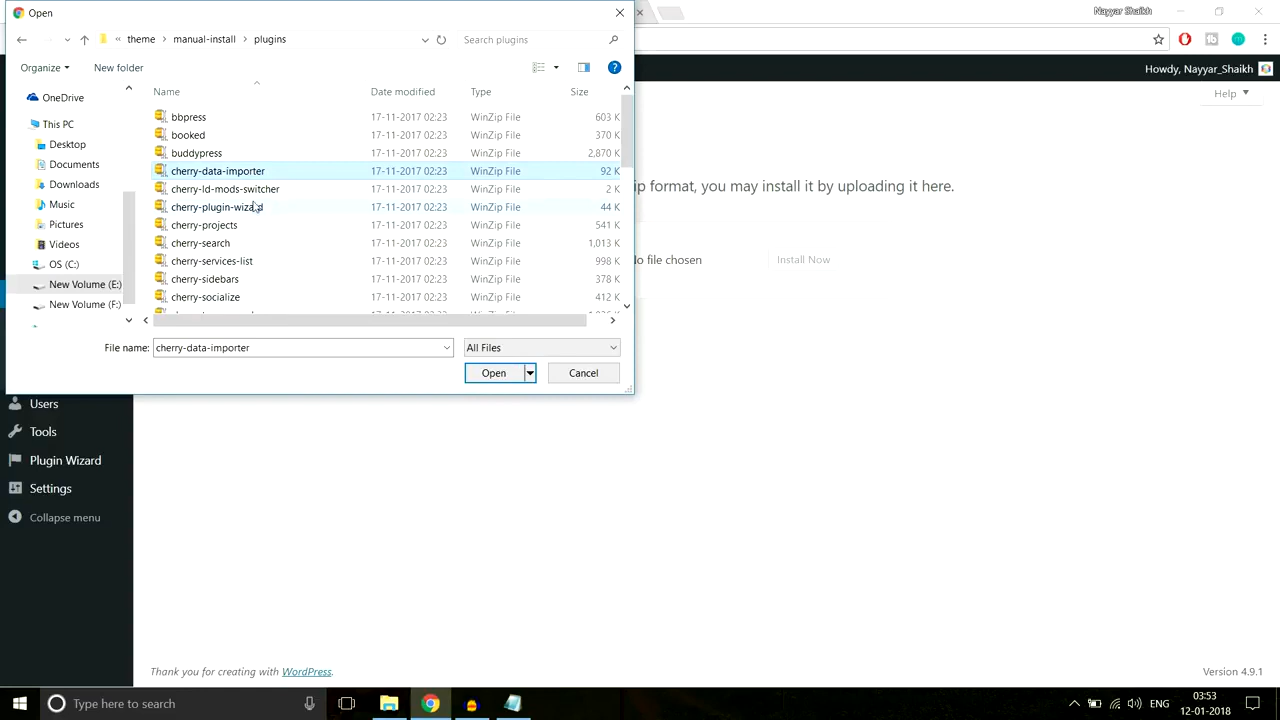 Open
Nayyar Shaikh
« theme › manual-install › plugins
Search plugins
Organize
New folder
Howdy, Nayyar_Shaikh
Help
Name
Date modified
Type
Size
OneDrive
This PC
Desktop
Documents
Downloads
Music
Pictures
Videos
OS (C:)
New Volume (E:)
New Volume (F:)
bbpress 17-11-2017 02:23 WinZip File 603 K
booked 17-11-2017 02:23 WinZip File 370 K
buddypress 17-11-2017 02:23 WinZip File 2,870 K
cherry-data-importer 17-11-2017 02:23 WinZip File 92 K
cherry-ld-mods-switcher 17-11-2017 02:23 WinZip File 2 K
cherry-plugin-wizard 17-11-2017 02:23 WinZip File 44 K
cherry-projects 17-11-2017 02:23 WinZip File 541 K
cherry-search 17-11-2017 02:23 WinZip File 1,013 K
cherry-services-list 17-11-2017 02:23 WinZip File 998 K
cherry-sidebars 17-11-2017 02:23 WinZip File 378 K
cherry-socialize 17-11-2017 02:23 WinZip File 412 K
ip format, you may install it by uploading it here.
o file chosen
Install Now
File name: cherry-data-importer
All Files
Open
Cancel
Users
Tools
Plugin Wizard
Settings
Collapse menu
Thank you for creating with WordPress.
Version 4.9.1
Type here to search
ENG
03:53
12-01-2018